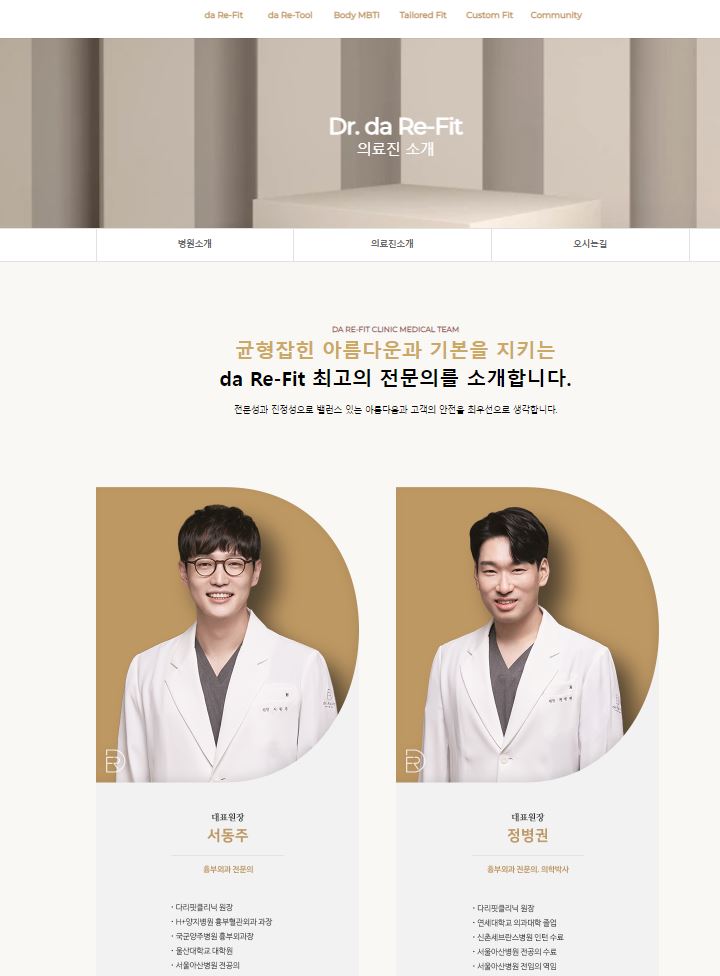 da Re-Fit da Re-Tool Body MBTI Tailored Fit Custom Fit Community
Dr. da Re-Fit
의료진 소개
병원소개 의료진소개 오시는길
DA RE-FIT CLINIC MEDICAL TEAM
균형잡힌 아름다운과 기본을 지키는
da Re-Fit 최고의 전문의를 소개합니다.
전문성과 진정성으로 밸런스 있는 아름다움과 고객의 안전을 최우선으로 생각합니다.
대표원장
서동주
흉부외과 전문의
· 다리핏클리닉 원장
· H+양지병원 흉부혈관외과 과장
· 국군양주병원 흉부외과장
· 울산대학교 대학원
· 서울아산병원 전공의
대표원장
정병권
흉부외과 전문의. 의학박사
· 다리핏클리닉 원장
· 연세대학교 의과대학 졸업
· 신촌세브란스병원 인턴 수료
· 서울아산병원 전공의 수료
· 서울아산병원 전임의 역임